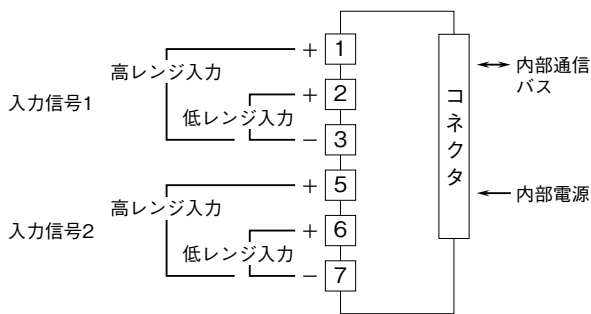 入力信号1
高レンジ入力
低レンジ入力
+ 1
+ 2
− 3
入力信号2
高レンジ入力
低レンジ入力
+ 5
+ 6
− 7
コネクタ
内部通信
バス
内部電源